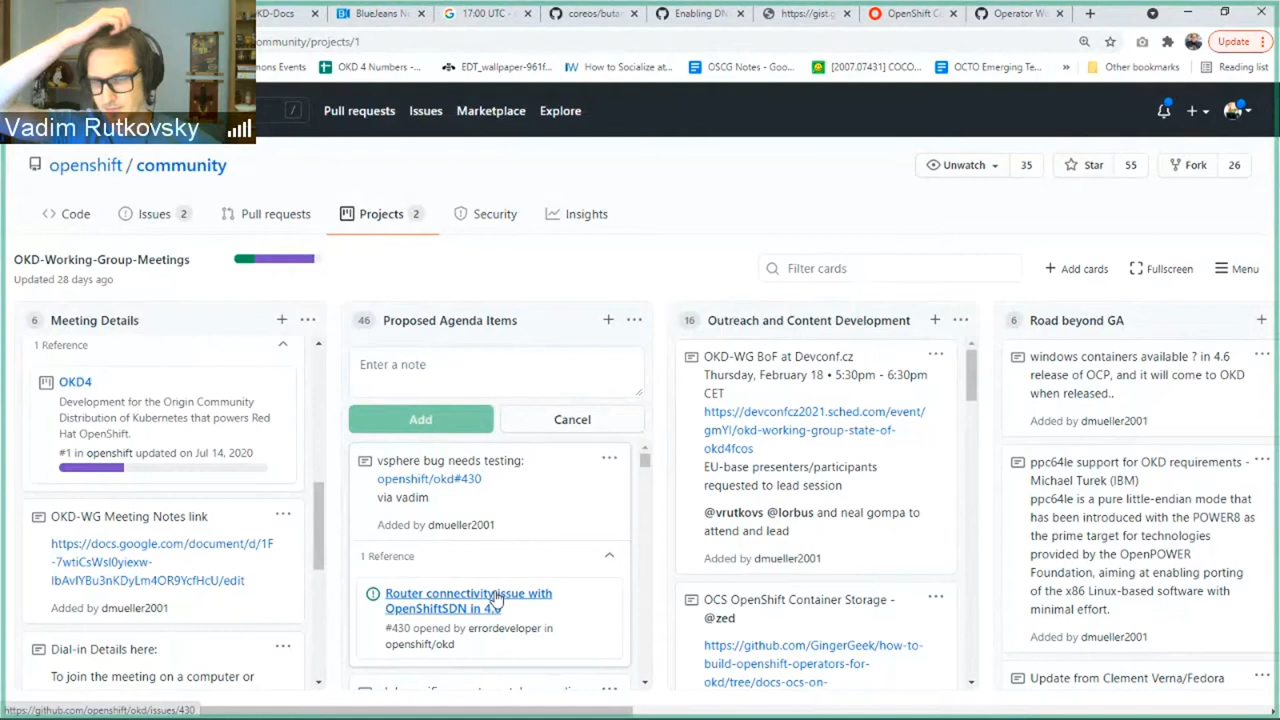 KD-Docs
BlueJeans N
17:00 UTC -
coreos/buta
Enabling DN
https://gist.g
OpenShift C
Operator W
ommunity/projects/1
Update
mons Events
OKD 4 Numbers -...
EDT_wallpaper-961f...
How to Socialize at...
OSCG Notes - Goo...
[2007.07431] COCO...
OCTO Emerging Te...
»
Other bookmarks
Reading list
/
Pull requests
Issues
Marketplace
Explore
Vadim Rutkovsky
openshift / community
Unwatch
35
Star
55
Fork
26
Code
Issues 2
Pull requests
Projects 2
Security
Insights
OKD-Working-Group-Meetings
Updated 28 days ago
Filter cards
+ Add cards
Fullscreen
Menu
6 Meeting Details
1 Reference
OKD4
Development for the Origin Community
Distribution of Kubernetes that powers Red
Hat OpenShift.
#1 in openshift updated on Jul 14, 2020
OKD-WG Meeting Notes link
https://docs.google.com/document/d/1F
-7wtiCsWsI0yiexw-
IbAvIYBu3nKDyLm4OR9YcfHcU/edit
Added by dmueller2001
Dial-in Details here:
To join the meeting on a computer or
46 Proposed Agenda Items
Enter a note
Add
Cancel
vsphere bug needs testing:
openshift/okd#430
via vadim
Added by dmueller2001
1 Reference
Router connectivity issue with
OpenShiftSDN in 4.6
#430 opened by errordeveloper in
openshift/okd
16 Outreach and Content Development
OKD-WG BoF at Devconf.cz
Thursday, February 18 • 5:30pm - 6:30pm
CET
https://devconfcz2021.sched.com/event/
gmYI/okd-working-group-state-of-
okd4fcos
EU-base presenters/participants
requested to lead session
@vrutkovs @lorbus and neal gompa to
attend and lead
Added by dmueller2001
OCS OpenShift Container Storage -
@zed
https://github.com/GingerGeek/how-to-
build-openshift-operators-for-
okd/tree/docs-ocs-on-
6 Road beyond GA
windows containers available ? in 4.6
release of OCP, and it will come to OKD
when released..
Added by dmueller2001
ppc64le support for OKD requirements -
Michael Turek (IBM)
ppc64le is a pure little-endian mode that
has been introduced with the POWER8 as
the prime target for technologies
provided by the OpenPOWER
Foundation, aiming at enabling porting
of the x86 Linux-based software with
minimal effort.
Added by dmueller2001
Update from Clement Verna/Fedora
https://github.com/openshift/okd/issues/430